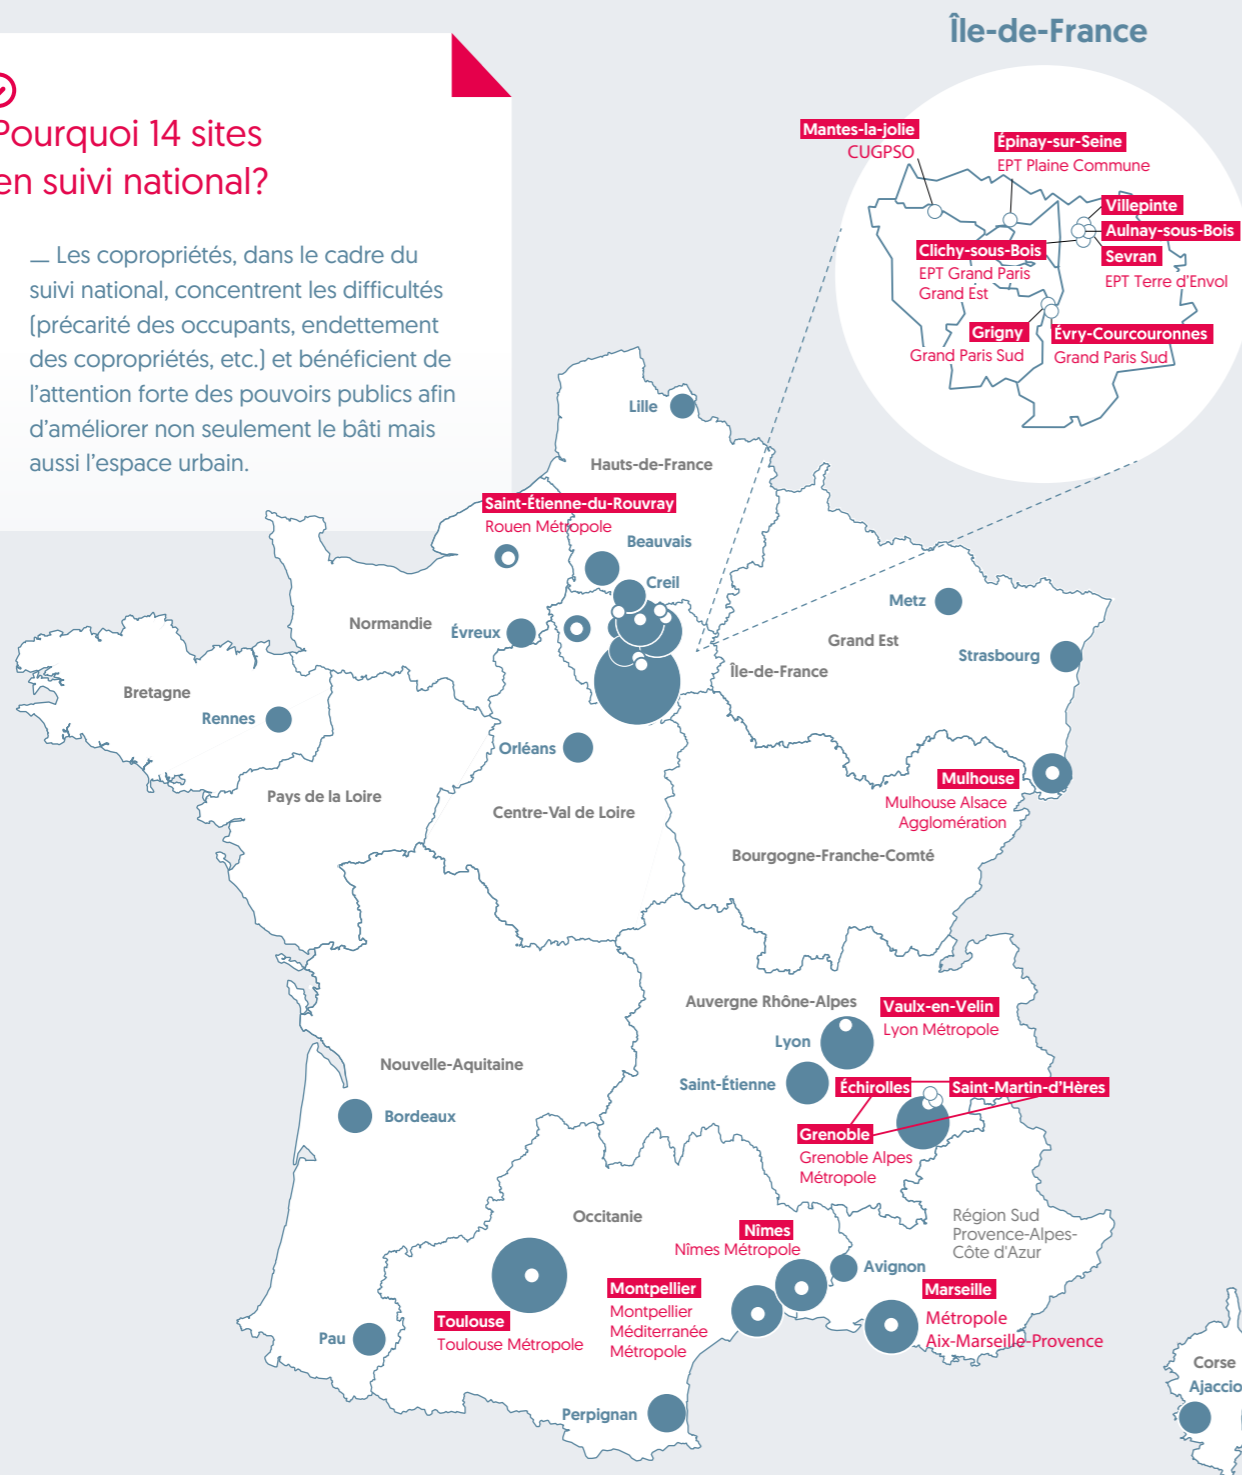 Île-de-France
Pourquoi 14 sites
en suivi national?
— Les copropriétés, dans le cadre du
suivi national, concentrent les difficultés
(précarité des occupants, endettement
des copropriétés, etc.) et bénéficient de
l'attention forte des pouvoirs publics afin
d'améliorer non seulement le bâti mais
aussi l'espace urbain.
Mantes-la-jolie
CUGPSO
Épinay-sur-Seine
EPT Plaine Commune
Villepinte
Aulnay-sous-Bois
Sevran
EPT Terre d'Envol
Clichy-sous-Bois
EPT Grand Paris
Grand Est
Grigny
Grand Paris Sud
Évry-Courcouronnes
Grand Paris Sud
Lille
Hauts-de-France
Saint-Étienne-du-Rouvray
Rouen Métropole
Beauvais
Creil
Normandie
Évreux
Metz
Grand Est
Strasbourg
Île-de-France
Bretagne
Rennes
Orléans
Pays de la Loire
Centre-Val de Loire
Mulhouse
Mulhouse Alsace
Agglomération
Bourgogne-Franche-Comté
Auvergne Rhône-Alpes
Vaulx-en-Velin
Lyon Métropole
Lyon
Nouvelle-Aquitaine
Saint-Étienne
Échirolles
Saint-Martin-d'Hères
Bordeaux
Grenoble
Grenoble Alpes
Métropole
Occitanie
Région Sud
Provence-Alpes-
Côte d'Azur
Nîmes
Nîmes Métropole
Avignon
Montpellier
Montpellier
Méditerranée
Métropole
Marseille
Métropole
Aix-Marseille-Provence
Toulouse
Toulouse Métropole
Pau
Perpignan
Corse
Ajaccio